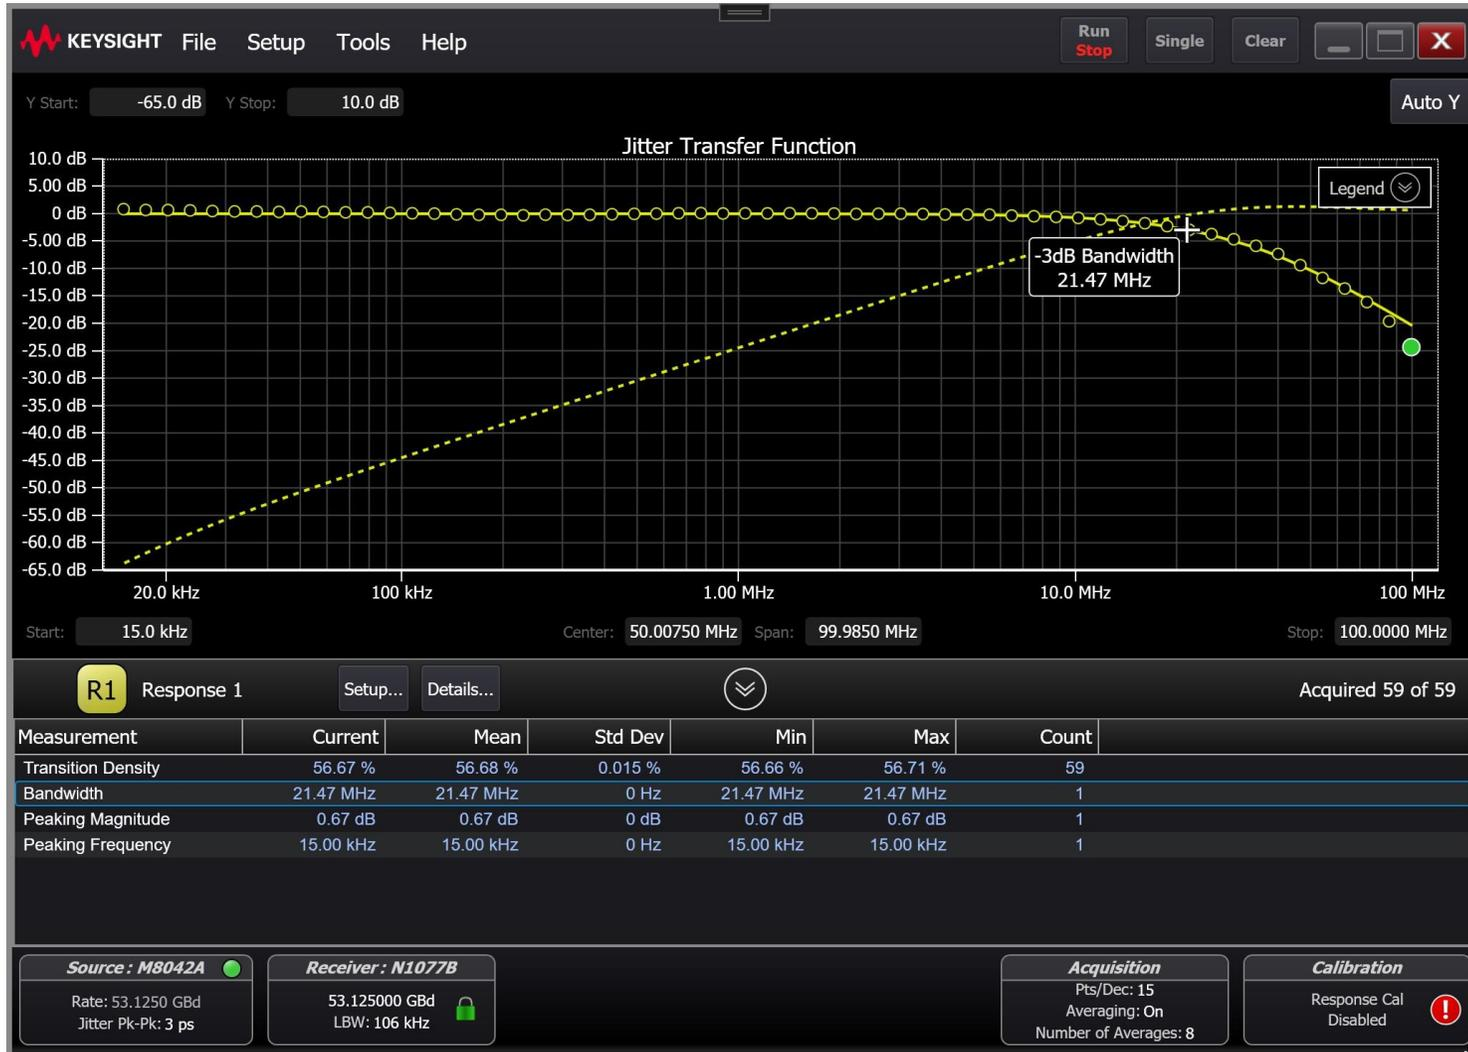 KEYSIGHT File Setup Tools Help Run Stop Single Clear X
Y Start: -65.0 dB Y Stop: 10.0 dB Auto Y
Jitter Transfer Function
10.0 dB
5.00 dB
Legend
0 dB
-5.00 dB
-3dB Bandwidth
21.47 MHz
-10.0 dB
-15.0 dB
-20.0 dB
-25.0 dB
-30.0 dB
-35.0 dB
-40.0 dB
-45.0 dB
-50.0 dB
-55.0 dB
-60.0 dB
-65.0 dB
20.0 kHz 100 kHz 1.00 MHz 10.0 MHz 100 MHz
Start: 15.0 kHz Center: 50.00750 MHz Span: 99.9850 MHz Stop: 100.0000 MHz
R1 Response 1 Setup... Details... Acquired 59 of 59
Measurement Current Mean Std Dev Min Max Count
Transition Density 56.67 % 56.68 % 0.015 % 56.66 % 56.71 % 59
Bandwidth 21.47 MHz 21.47 MHz 0 Hz 21.47 MHz 21.47 MHz 1
Peaking Magnitude 0.67 dB 0.67 dB 0 dB 0.67 dB 0.67 dB 1
Peaking Frequency 15.00 kHz 15.00 kHz 0 Hz 15.00 kHz 15.00 kHz 1
Source : M8042A
Rate: 53.1250 GBd
Jitter Pk-Pk: 3 ps
Receiver : N1077B
53.125000 GBd
LBW: 106 kHz
Acquisition
Pts/Dec: 15
Averaging: On
Number of Averages: 8
Calibration
Response Cal
Disabled
!